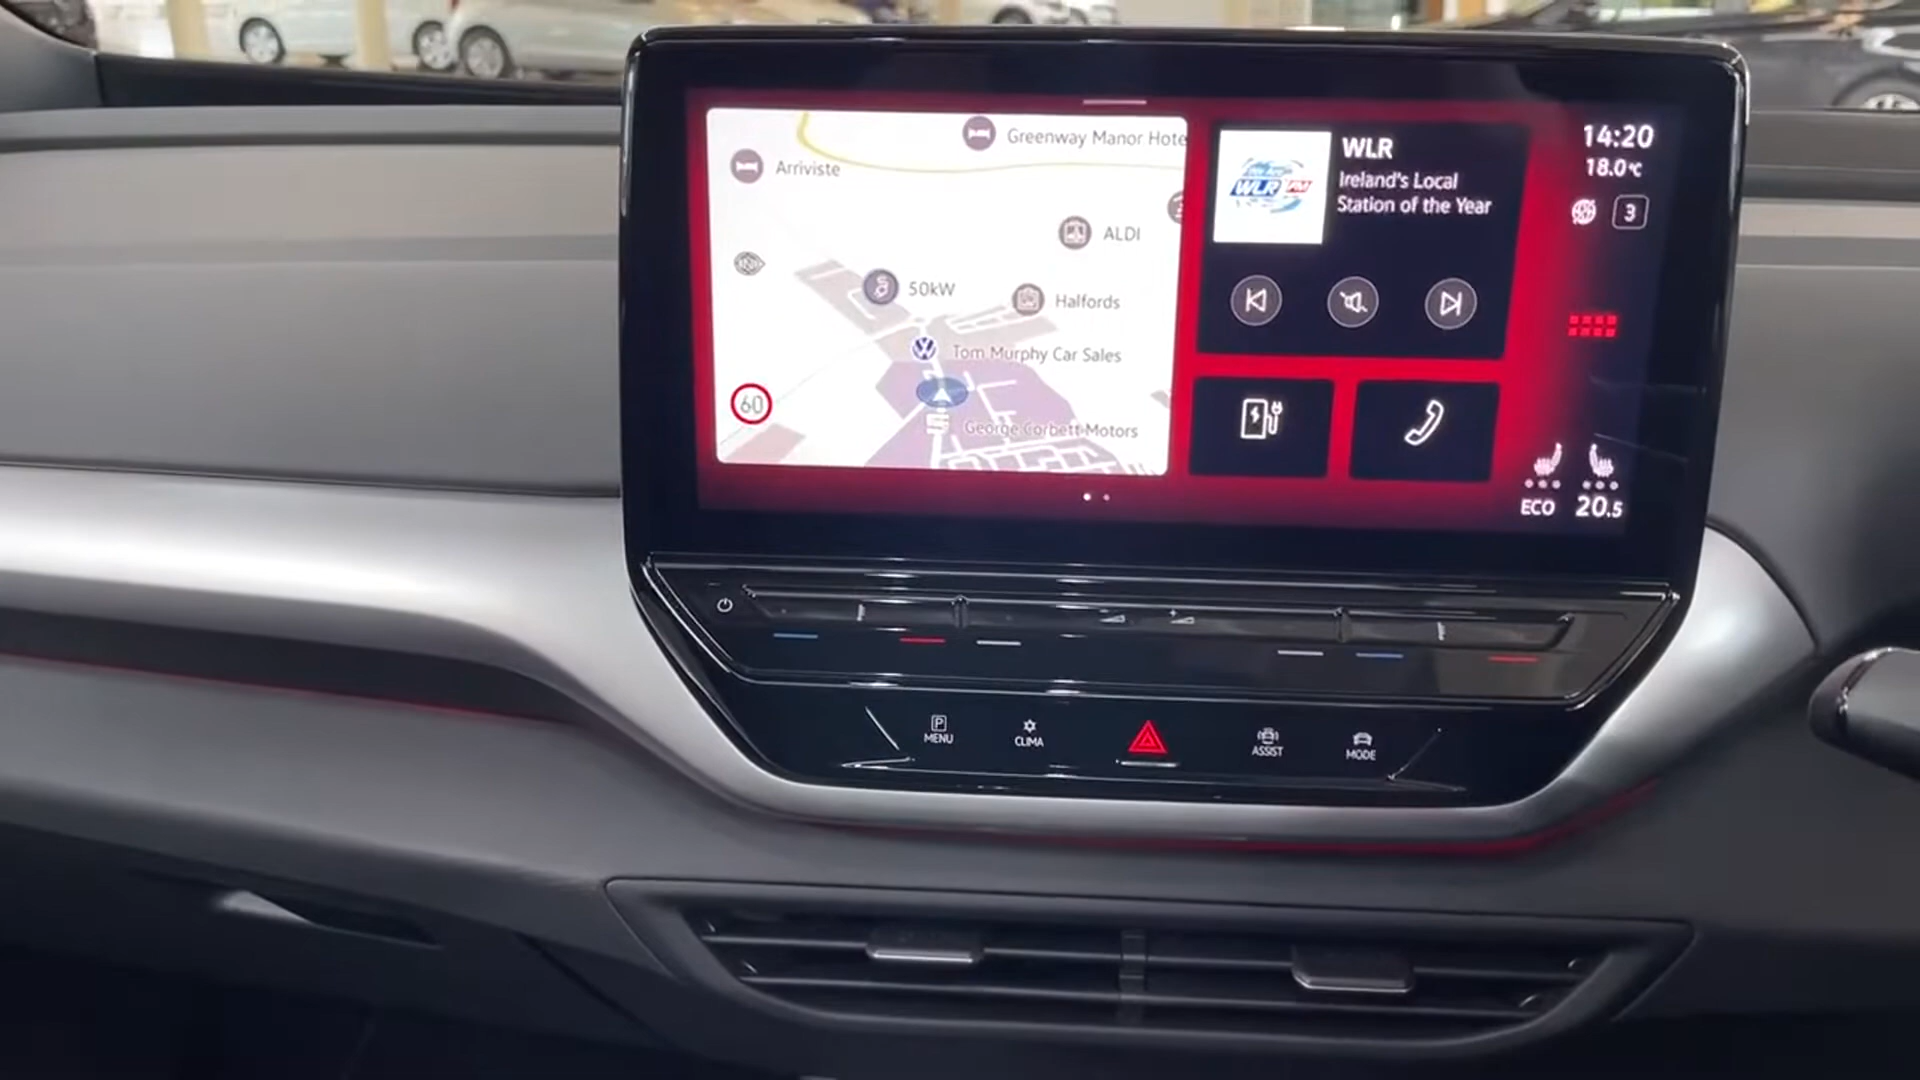 Greenway Manor Hote
Arriviste
ALDI
50kW
Halfords
Tom Murphy Car Sales
60
George Corbett Motors
WLR FM
WLR
Ireland's Local
Station of the Year
14:20
18.0°C
3
ECO
20.5
P
MENU
CLIMA
ASSIST
MODE